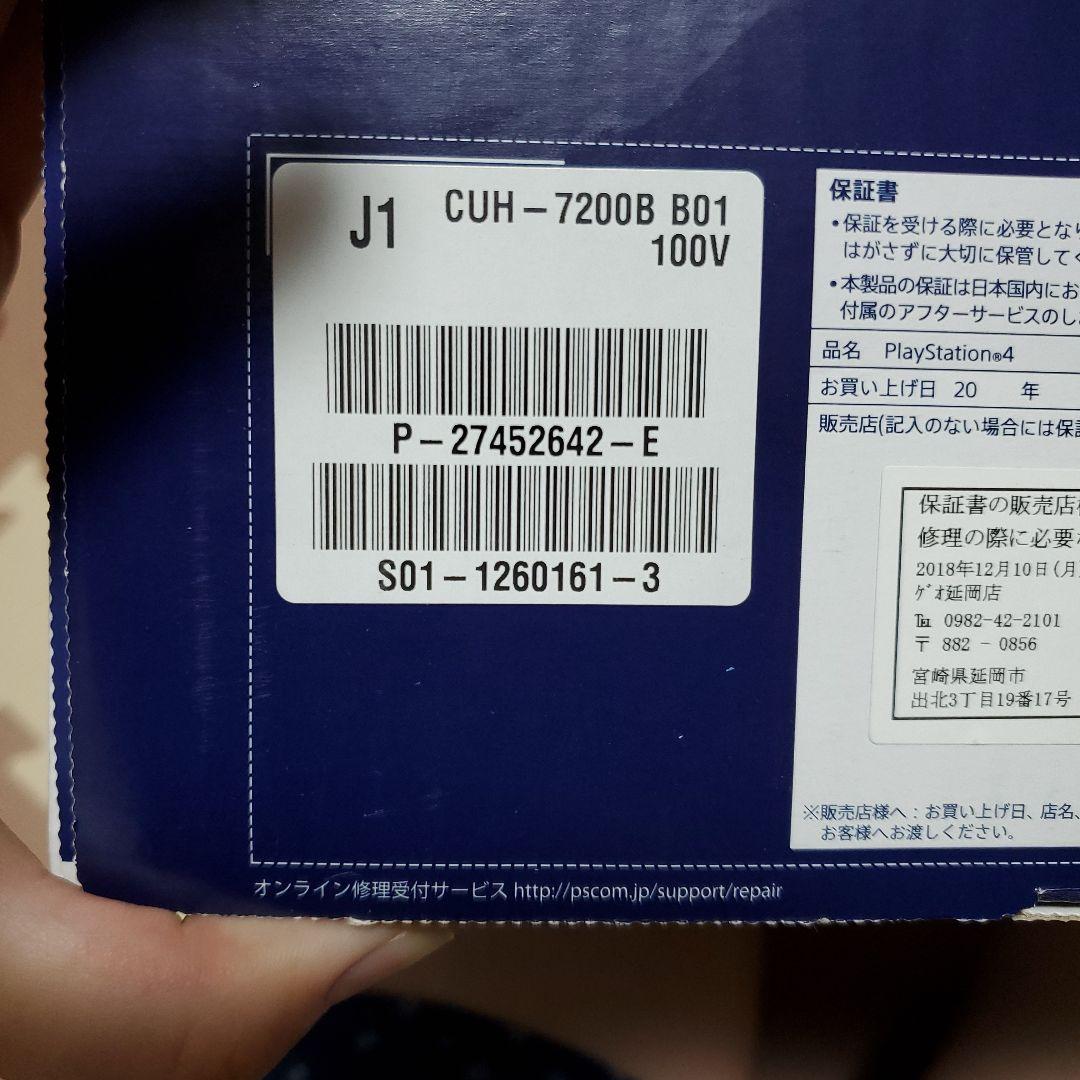 J1
CUH-7200B B01
100V
P-27452642-E
S01-1260161-3
保証書
•保証を受ける際に必要となり
はがさずに大切に保管してく
•本製品の保証は日本国内にお
付属のアフターサービスのし
品名 PlayStation®4
お買い上げ日 20 年
販売店(記入のない場合には保証
保証書の販売店
修理の際に必要
2018年12月10日(月)
ｹﾞｵ延岡店
℡ 0982-42-2101
〒 882 - 0856
宮崎県延岡市
出北3丁目19番17号
※販売店様へ：お買い上げ日、店名、
お客様へお渡しください。
オンライン修理受付サービス http://pscom.jp/support/repair